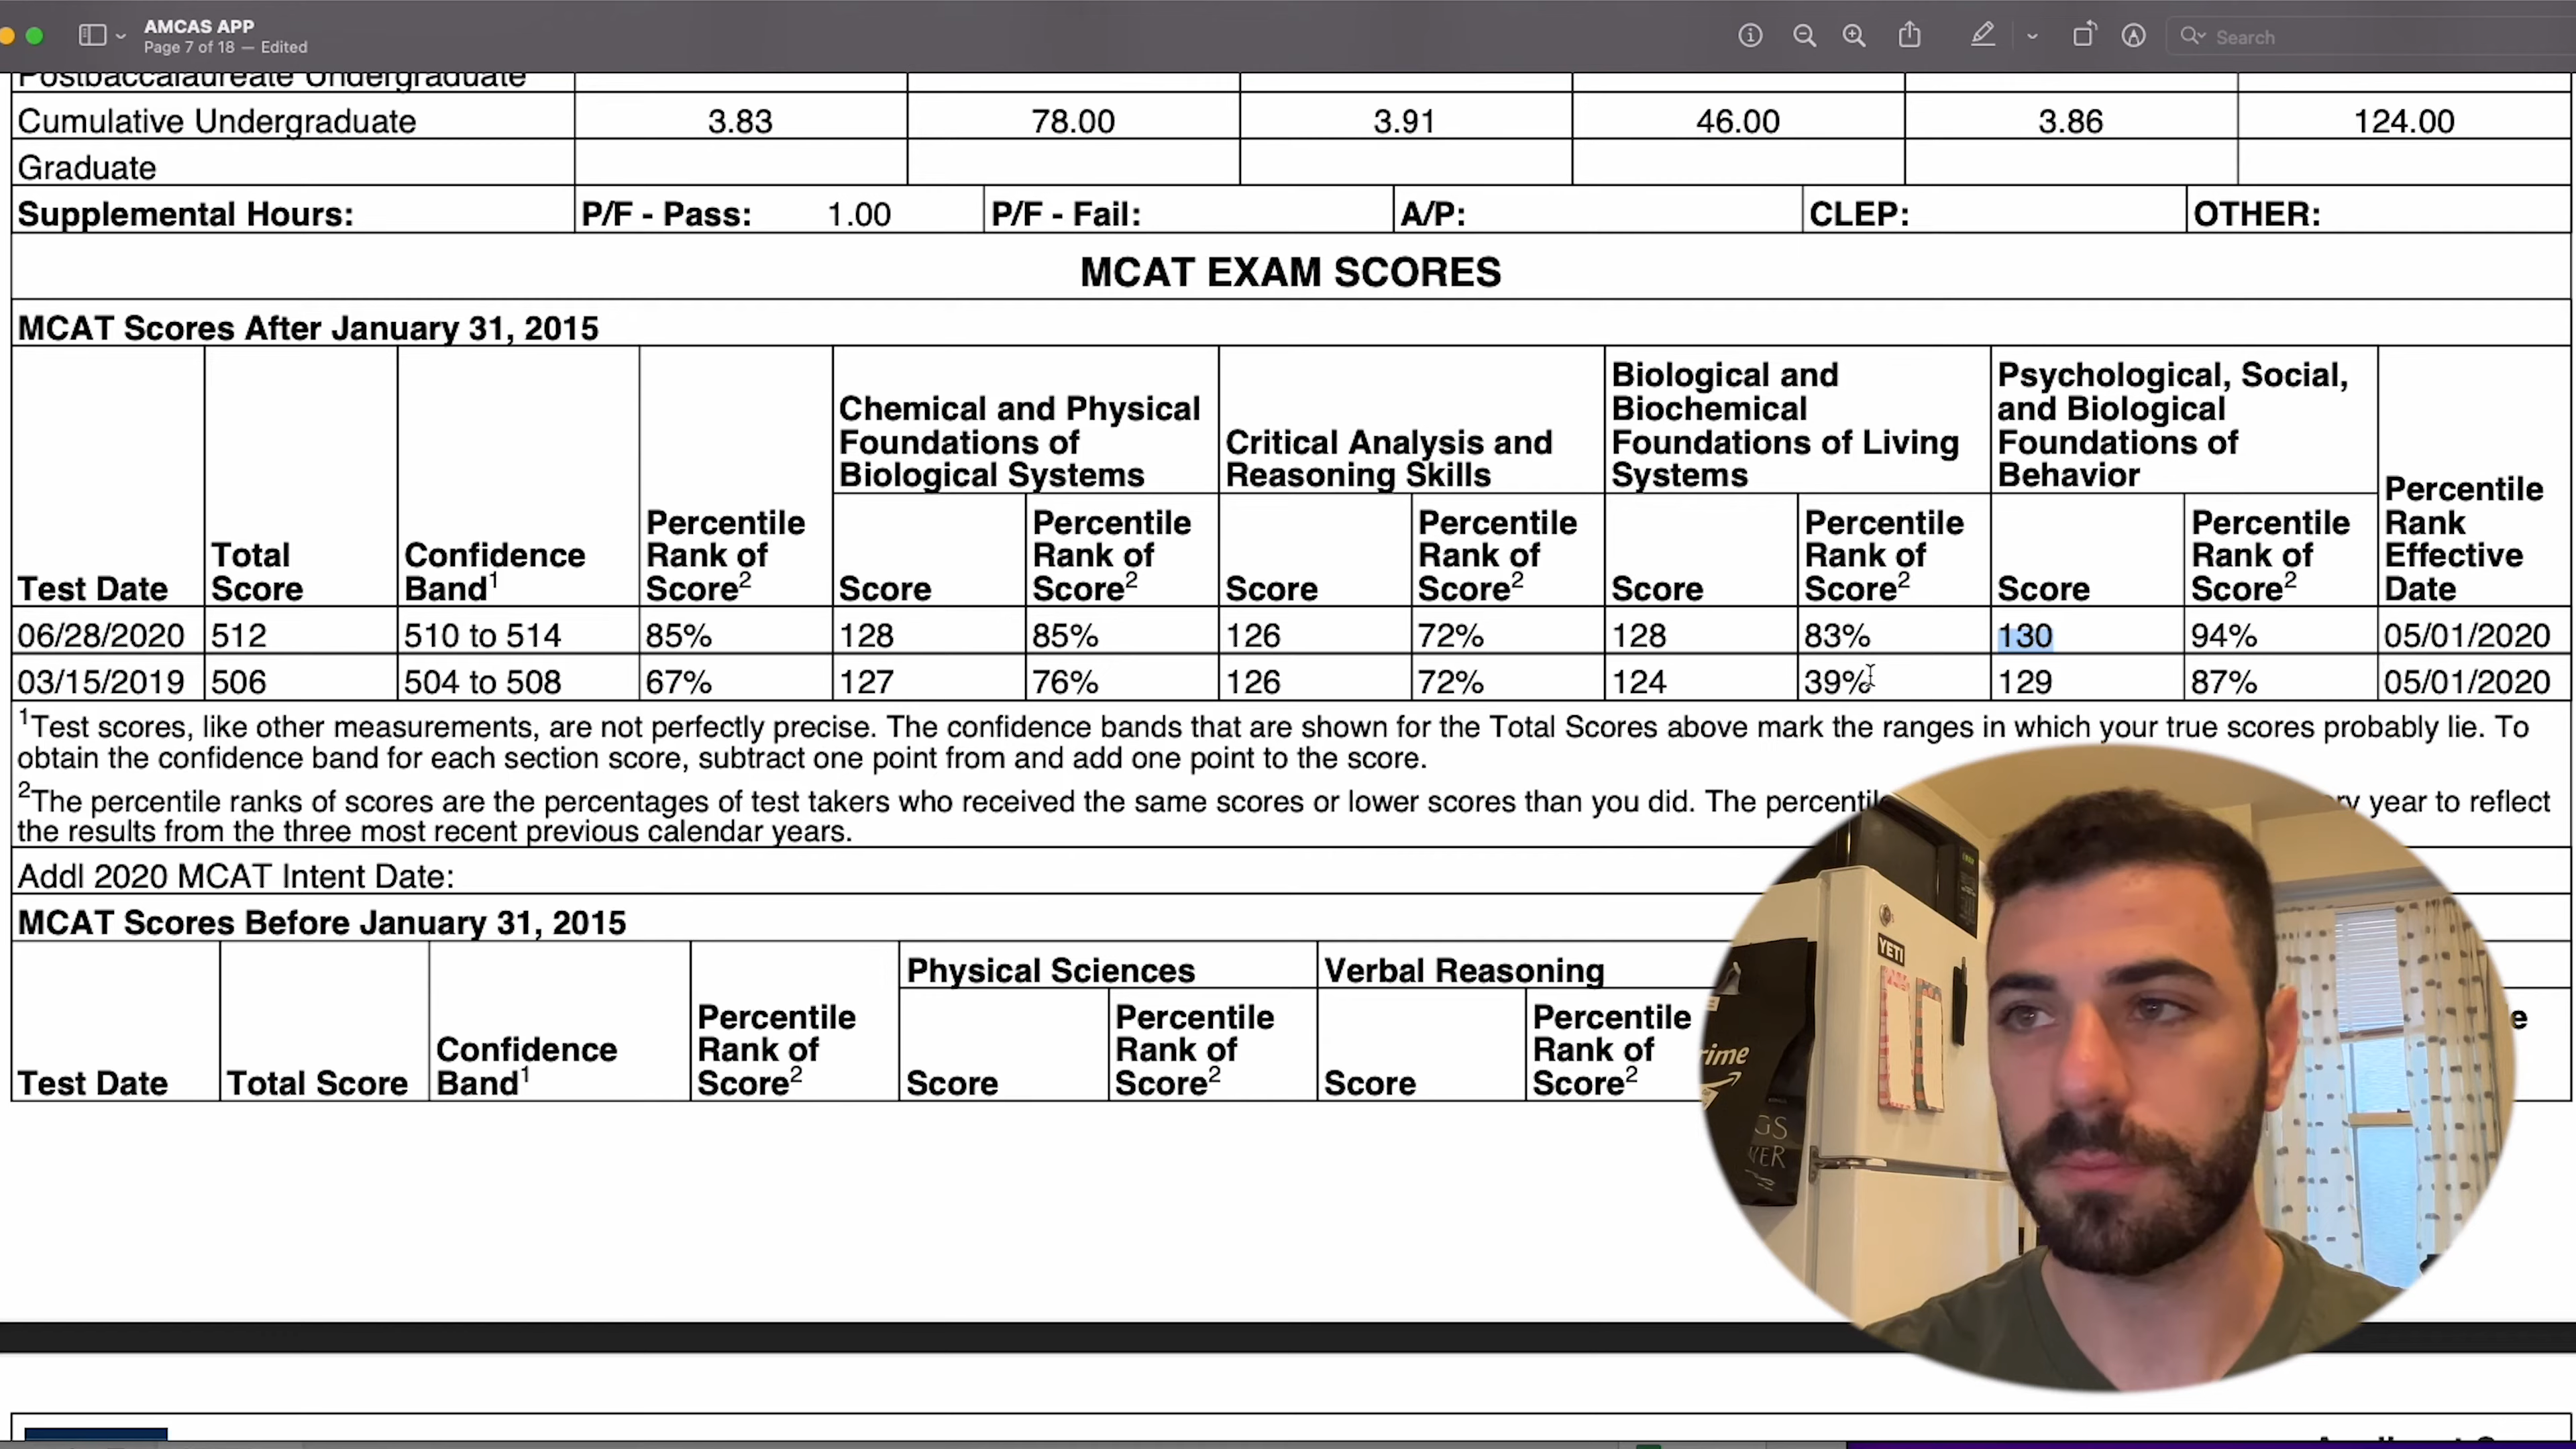 AMCAS APP
Page 7 of 18 — Edited
Search
Postbaccalaureate Undergraduate
Cumulative Undergraduate 3.83 78.00 3.91 46.00 3.86 124.00
Graduate
Supplemental Hours: P/F - Pass: 1.00 P/F - Fail: A/P: CLEP: OTHER:
MCAT EXAM SCORES
MCAT Scores After January 31, 2015
Chemical and Physical Foundations of Biological Systems
Critical Analysis and Reasoning Skills
Biological and Biochemical Foundations of Living Systems
Psychological, Social, and Biological Foundations of Behavior
Test Date Total Score Confidence Band1 Percentile Rank of Score2 Score Percentile Rank of Score2 Score Percentile Rank of Score2 Score Percentile Rank of Score2 Score Percentile Rank of Score2 Percentile Rank Effective Date
06/28/2020 512 510 to 514 85% 128 85% 126 72% 128 83% 130 94% 05/01/2020
03/15/2019 506 504 to 508 67% 127 76% 126 72% 124 39% 129 87% 05/01/2020
1Test scores, like other measurements, are not perfectly precise. The confidence bands that are shown for the Total Scores above mark the ranges in which your true scores probably lie. To
obtain the confidence band for each section score, subtract one point from and add one point to the score.
2The percentile ranks of scores are the percentages of test takers who received the same scores or lower scores than you did. The year to reflect
the results from the three most recent previous calendar years.
Addl 2020 MCAT Intent Date:
MCAT Scores Before January 31, 2015
Physical Sciences Verbal Reasoning
Test Date Total Score Confidence Band1 Percentile Rank of Score2 Score Percentile Rank of Score2 Score Percentile Rank of Score2
YETI